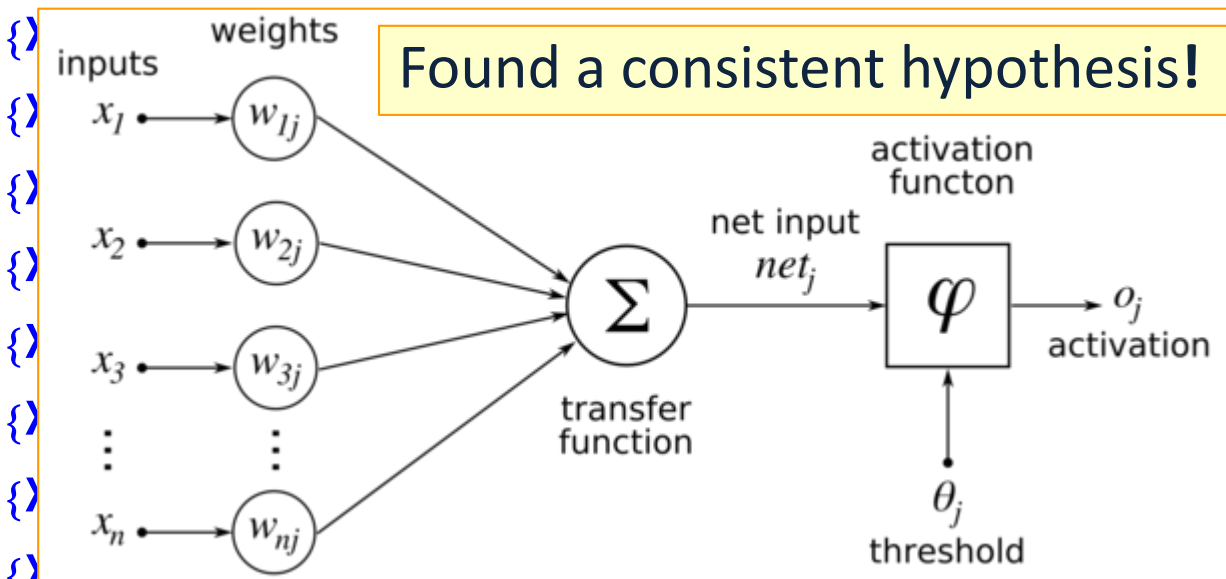 Found a consistent hypothesis!
weights
inputs
x1
w1j
x2
w2j
x3
w3j
⋮
⋮
xn
wnj
Σ
transfer
function
net input
netj
activation
functon
φ
oj
activation
θj
threshold
{}
{}
{}
{}
{}
{}
{}
{}